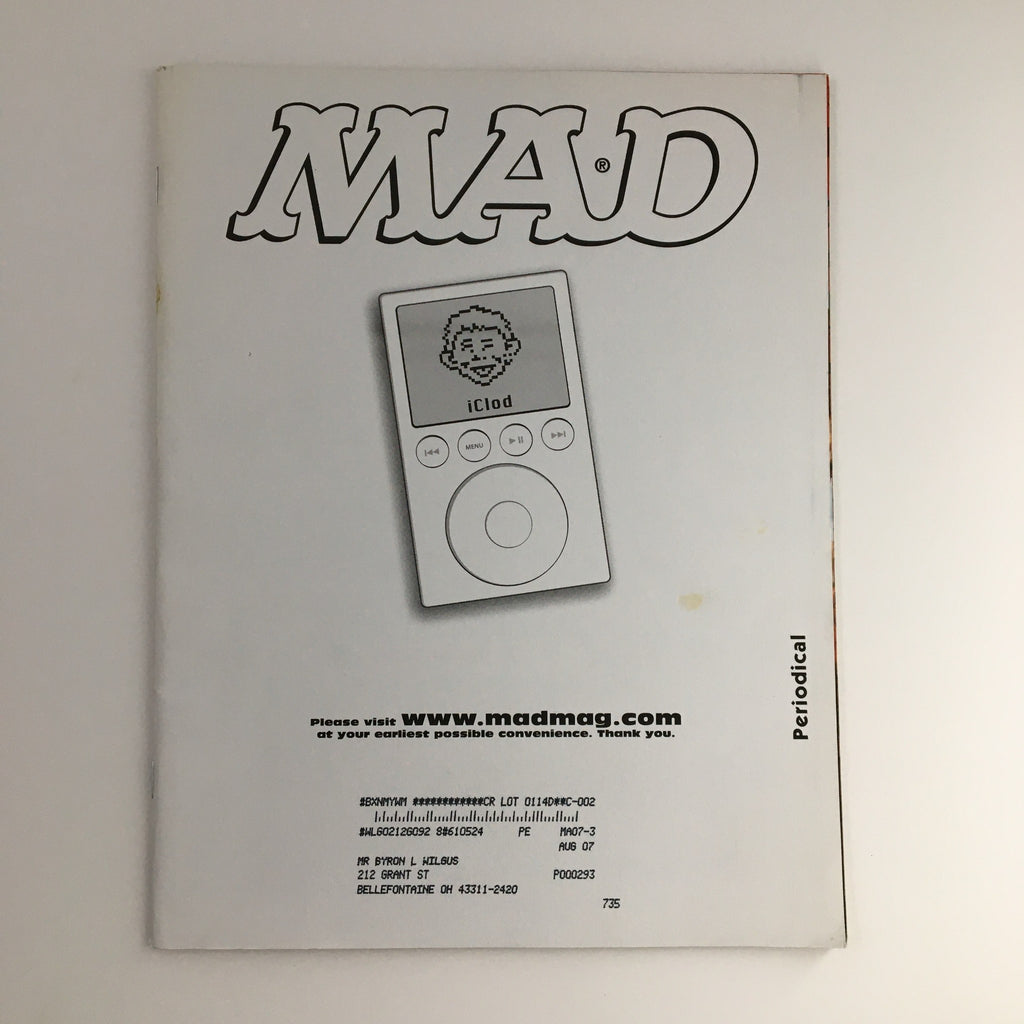 MAD®
iClod
MENU
Please visit www.madmag.com
at your earliest possible convenience. Thank you.
Periodical
#BXNMYWM ************CR LOT 0114D**C-002
#WLG0212G092 8#610524 PE MA07-3
AUG 07
MR BYRON L WILGUS
212 GRANT ST P000293
BELLEFONTAINE OH 43311-2420
735